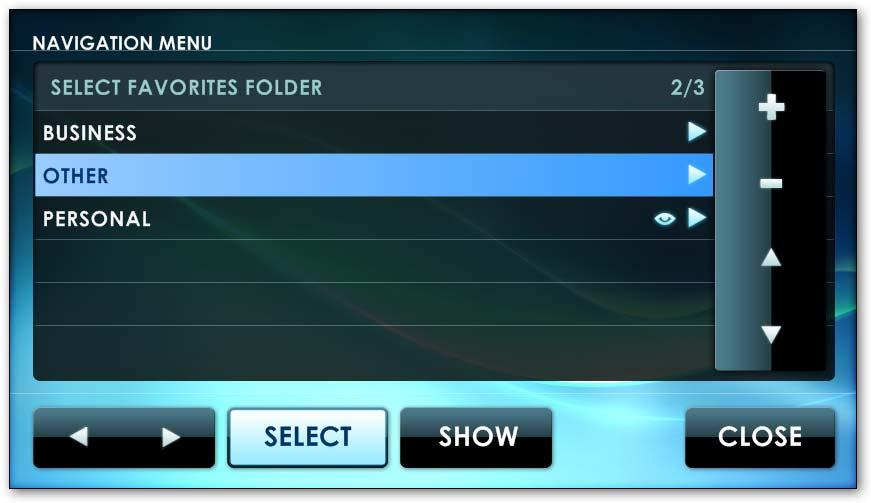 NAVIGATION MENU
SELECT FAVORITES FOLDER 2/3
BUSINESS
OTHER
PERSONAL
SELECT SHOW CLOSE